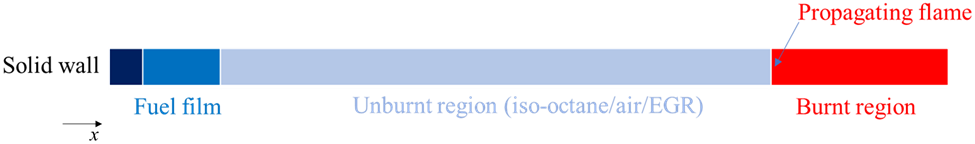 Propagating flame
Solid wall
Fuel film
Unburnt region (iso-octane/air/EGR)
Burnt region
x